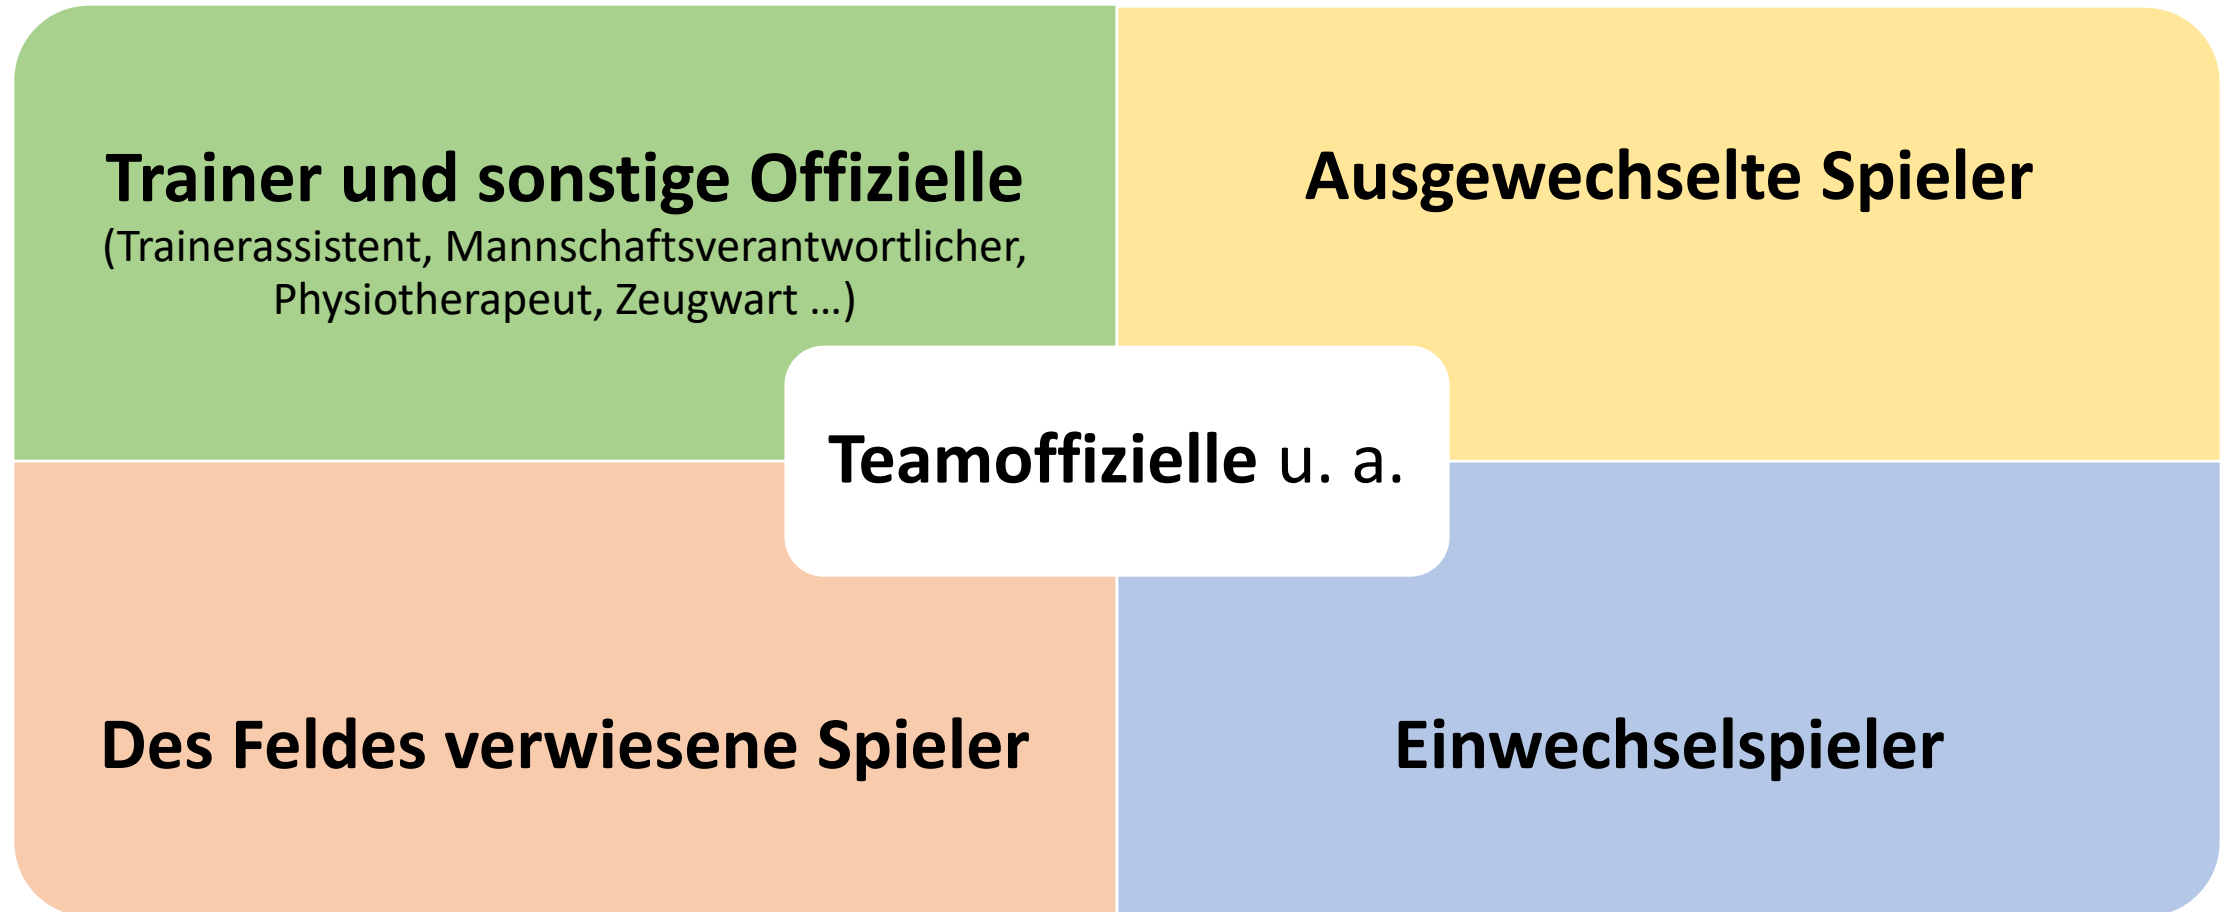 Trainer und sonstige Offizielle
(Trainerassistent, Mannschaftsverantwortlicher,
Physiotherapeut, Zeugwart …)
Ausgewechselte Spieler
Teamoffizielle u. a.
Des Feldes verwiesene Spieler
Einwechselspieler